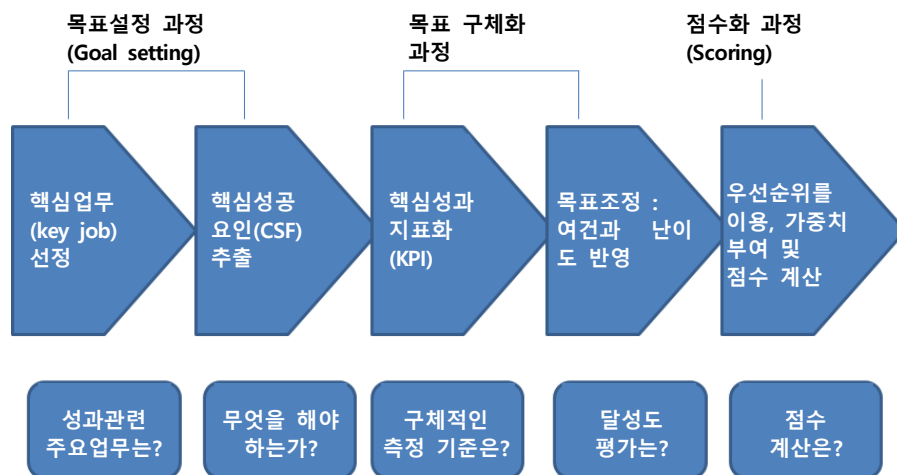 목표설정 과정
(Goal setting)
목표 구체화
과정
점수화 과정
(Scoring)
핵심업무
(key job)
선정
핵심성공
요인(CSF)
추출
핵심성과
지표화
(KPI)
목표조정 :
여건과 난이
도 반영
우선순위를
이용, 가중치
부여 및
점수 계산
성과관련
주요업무는?
무엇을 해야
하는가?
구체적인
측정 기준은?
달성도
평가는?
점수
계산은?